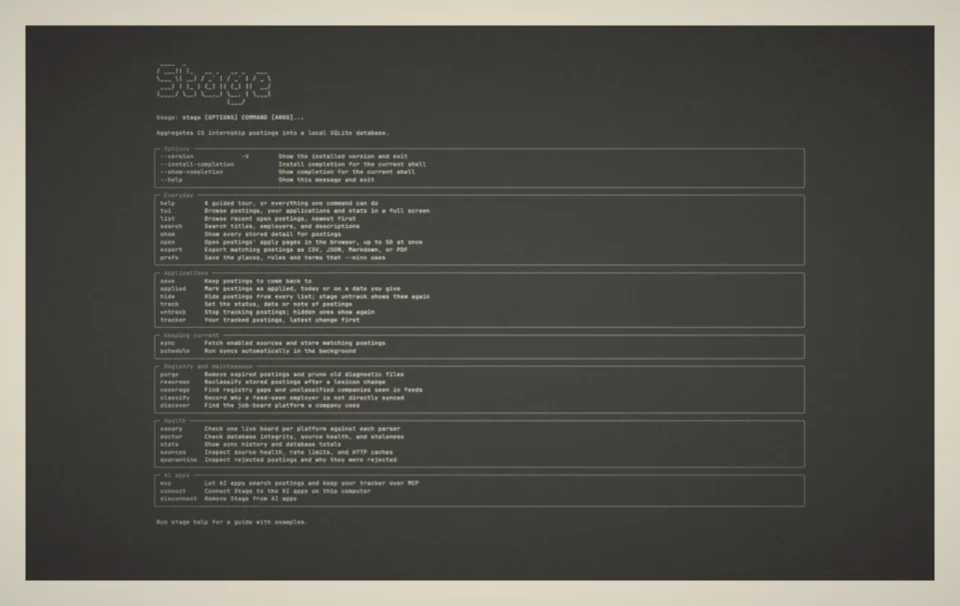 Stage
Usage: stage [OPTIONS] COMMAND [ARGS]...
Aggregates CS internship postings into a local SQLite database.
Options
--version -V Show the installed version and exit
--install-completion Install completion for the current shell
--show-completion Show completion for the current shell
--help Show this message and exit
Everyday
help A guided tour, or everything one command can do
tui Browse postings, your applications and stats in a full screen
list Browse recent open postings, newest first
search Search titles, employers, and descriptions
show Show every stored detail for postings
open Open postings' apply pages in the browser, up to 50 at once
export Export matching postings as CSV, JSON, Markdown, or PDF
prefs Save the places, roles and terms that --mine uses
Applications
save Keep postings to come back to
applied Mark postings as applied, today or on a date you give
hide Hide postings from every list; stage untrack shows them again
track Set the status, date or note of postings
untrack Stop tracking postings; hidden ones show again
tracker Your tracked postings, latest change first
Keeping current
sync Fetch enabled sources and store matching postings
schedule Run syncs automatically in the background
Registry and maintenance
purge Remove expired postings and prune old diagnostic files
rescreen Reclassify stored postings after a lexicon change
coverage Find registry gaps and unclassified companies seen in feeds
classify Record why a feed-seen employer is not directly synced
discover Find the job-board platform a company uses
Health
canary Check one live board per platform against each parser
doctor Check database integrity, source health, and staleness
stats Show sync history and database totals
sources Inspect source health, rate limits, and HTTP caches
quarantine Inspect rejected postings and why they were rejected
AI apps
mcp Let AI apps search postings and keep your tracker over MCP
connect Connect Stage to the AI apps on this computer
disconnect Remove Stage from AI apps
Run stage help for a guide with examples.